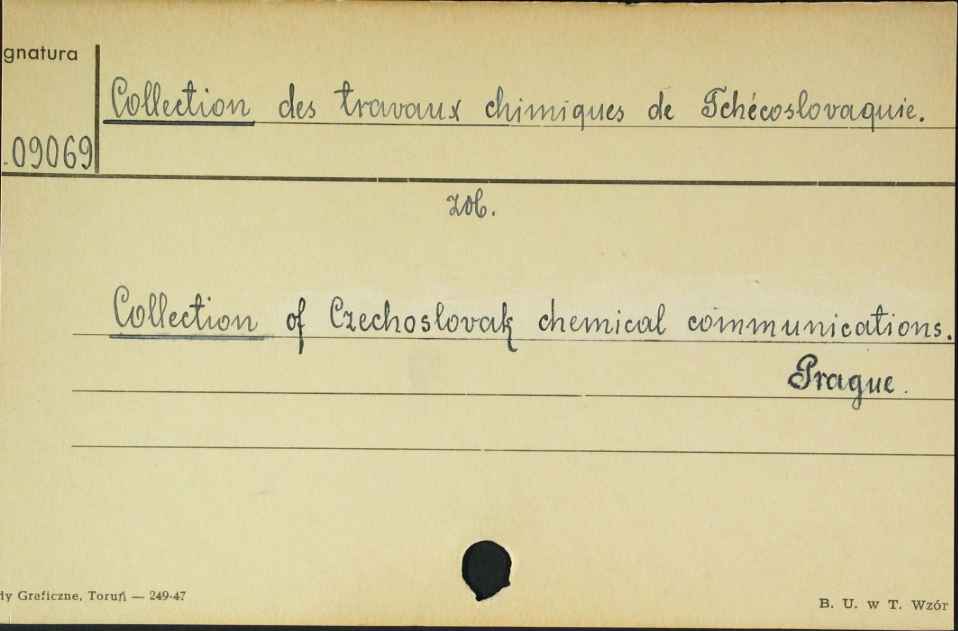 gnatura
Collection des travaux chimiques de Tchécoslovaquie.
.09069
zob.
Collection of Czechoslovak chemical communications.
Prague.
dy Graficzne, Toruń — 249-47
B. U. w T. Wzór